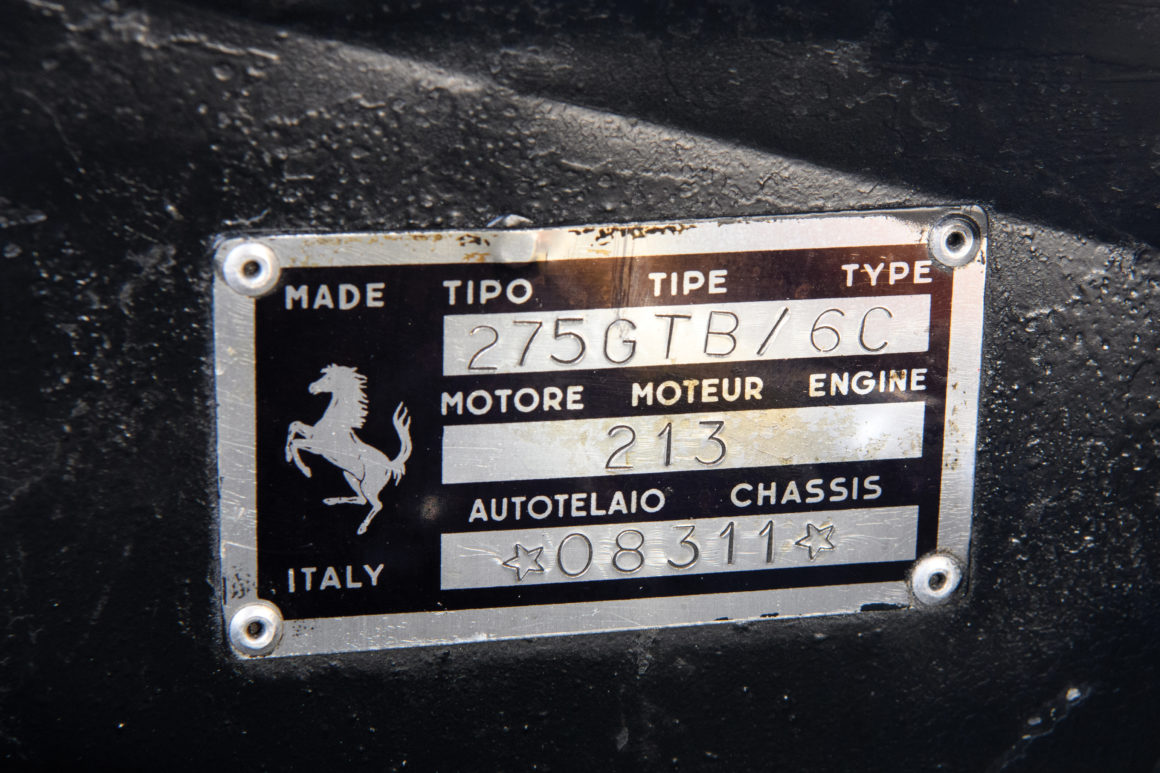 MADE
TIPO TIPE TYPE
275GTB/6C
MOTORE MOTEUR ENGINE
213
AUTOTELAIO CHASSIS
☆08311☆
ITALY